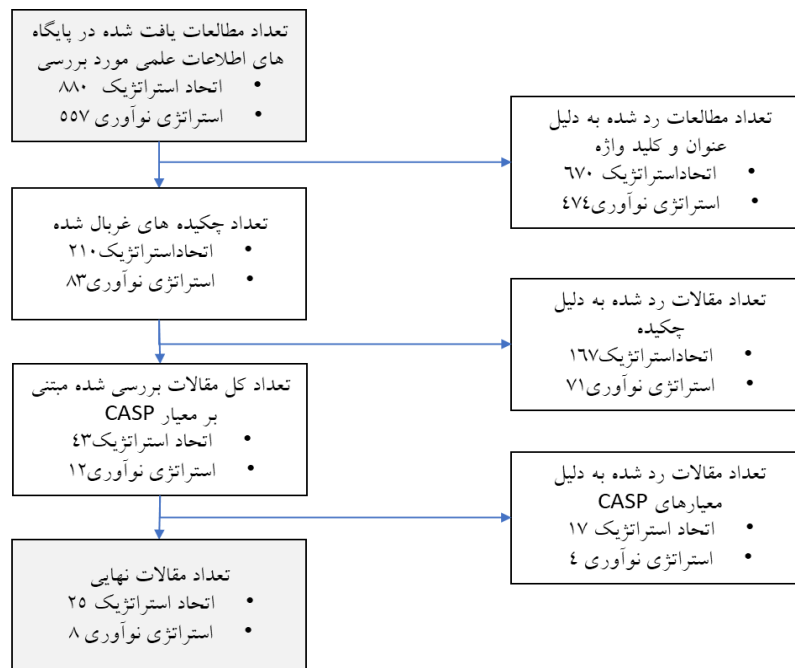 تعداد مطالعات یافت شده در پایگاه
های اطلاعات علمی مورد بررسی
• اتحاد استراتژیک ۸۸۰
• استراتژی نوآوری ۵۵۷
تعداد مطالعات رد شده به دلیل
عنوان و کلید واژه
• اتحاداستراتژیک ۶۷۰
• استراتژی نوآوری۴۷۴
تعداد چکیده های غربال شده
• اتحاداستراتژیک۲۱۰
• استراتژی نوآوری۸۳
تعداد مقالات رد شده به دلیل
چکیده
• اتحاداستراتژیک۱۶۷
• استراتژی نوآوری۷۱
تعداد کل مقالات بررسی شده مبتنی
بر معیار CASP
• اتحاد استراتژیک۴۳
• استراتژی نوآوری۱۲
تعداد مقالات رد شده به دلیل
معیارهای CASP
• اتحاد استراتژیک ۱۷
• استراتژی نوآوری ۴
تعداد مقالات نهایی
• اتحاد استراتژیک ۲۵
• استراتژی نوآوری ۸